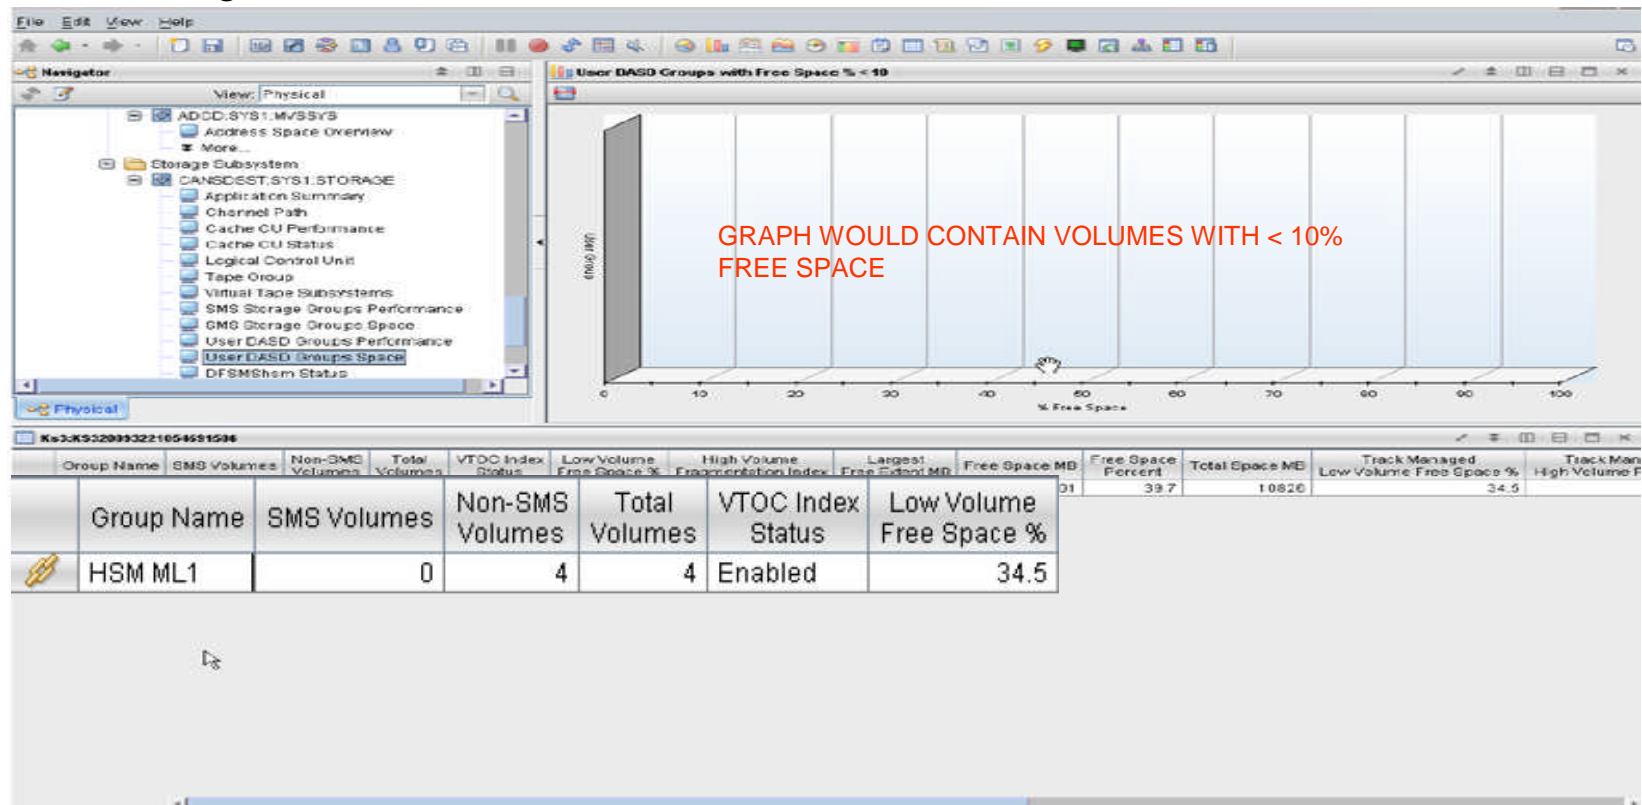 File Edit View Help
Navigator
User DASD Groups with Free Space % < 10
View: Physical
ADCD:SYS1:MVSSYS
Address Space Overview
More...
Storage Subsystem
CANSDSST:SYS1:STORAGE
Application Summary
Channel Path
Cache CU Performance
Cache CU Status
Logical Control Unit
Tape Group
Virtual Tape Subsystems
SMS Storage Groups Performance
SMS Storage Groups Space
User DASD Groups Performance
User DASD Groups Space
DFSMShsm Status
Physical
User Group
GRAPH WOULD CONTAIN VOLUMES WITH < 10%
FREE SPACE
0 10 20 30 40 50 60 70 80 90 100
% Free Space
Group Name SMS Volumes Non-SMS Volumes Total Volumes VTOC Index Status Low Volume Free Space % High Volume Fragmentation Index Largest Free Extent MB Free Space MB Free Space Percent Total Space MB Track Managed Low Volume Free Space % Track Man High Volume F
01 39.7 10826 34.5
Group Name SMS Volumes Non-SMS Volumes Total Volumes VTOC Index Status Low Volume Free Space %
HSM ML1 0 4 4 Enabled 34.5